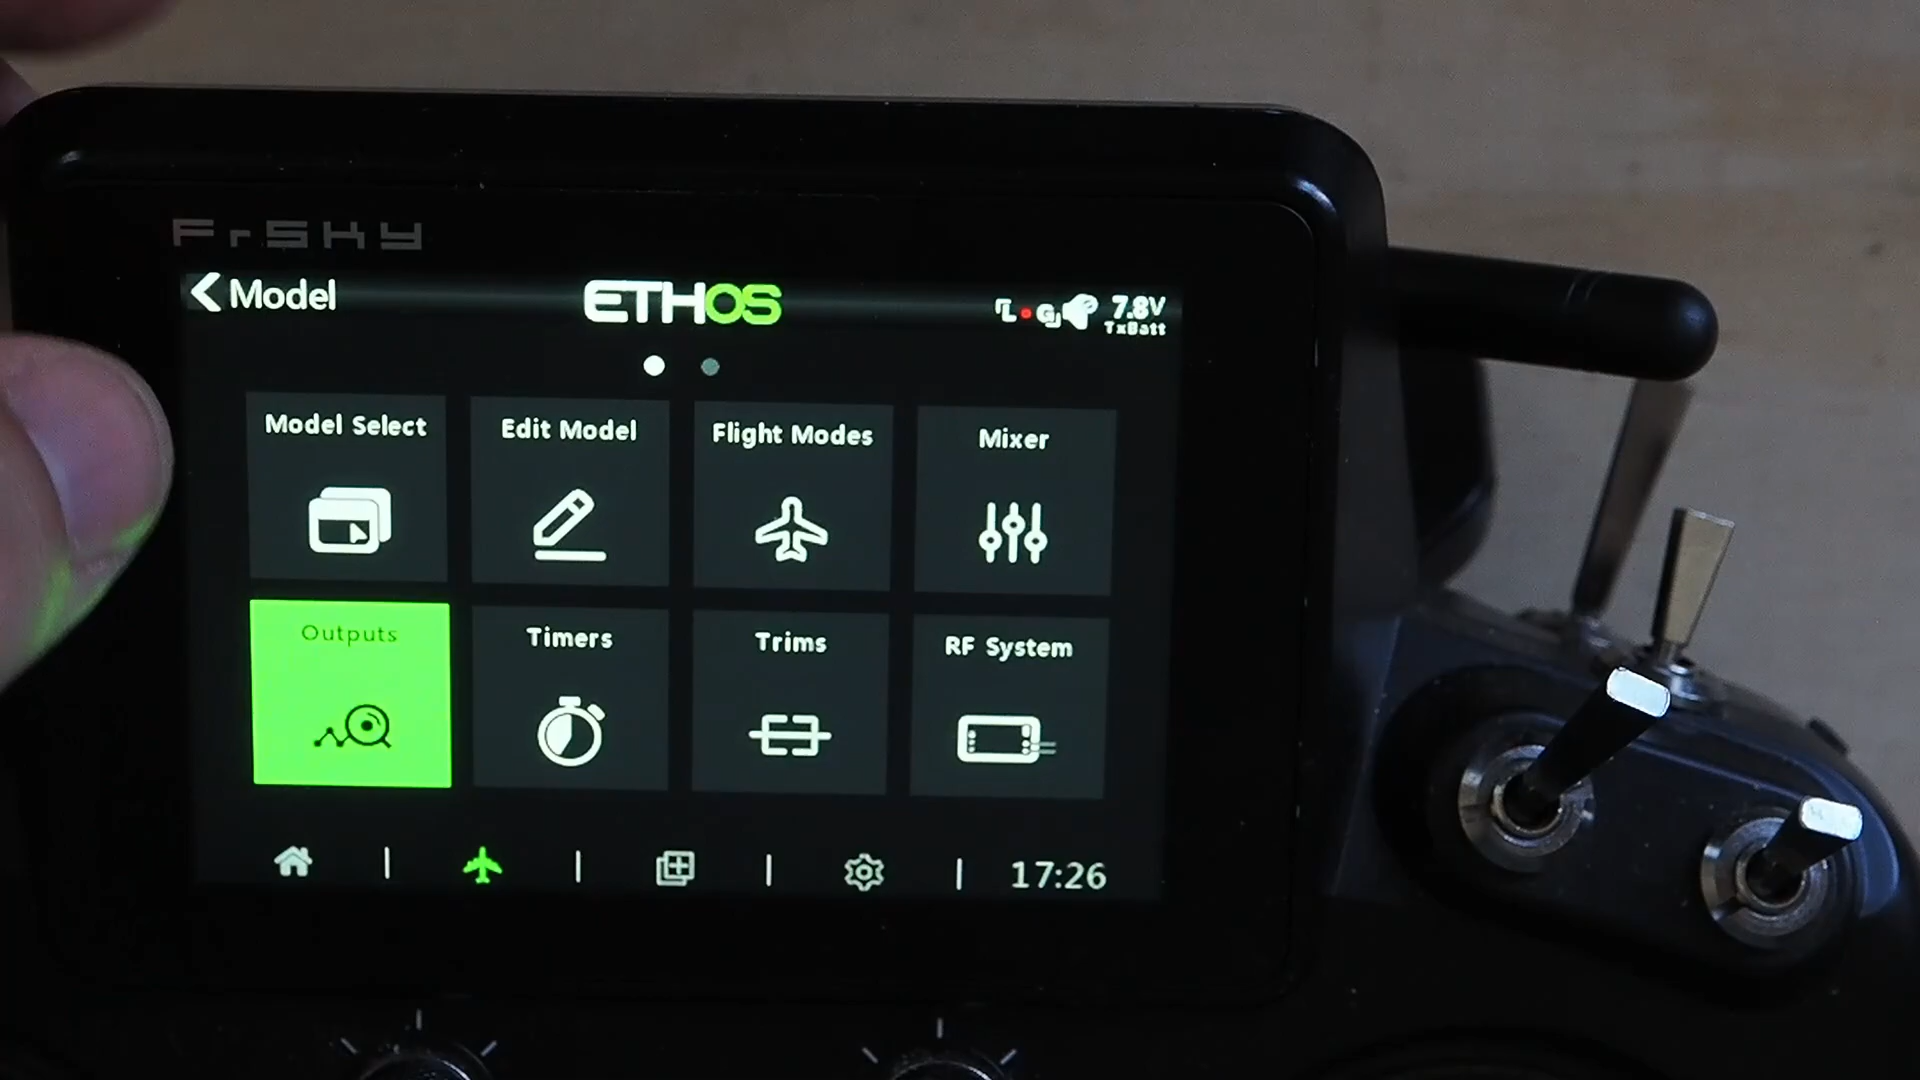 FrSKY
Model
ETHOS
7.8V
TxBatt
Model Select
Edit Model
Flight Modes
Mixer
Outputs
Timers
Trims
RF System
17:26